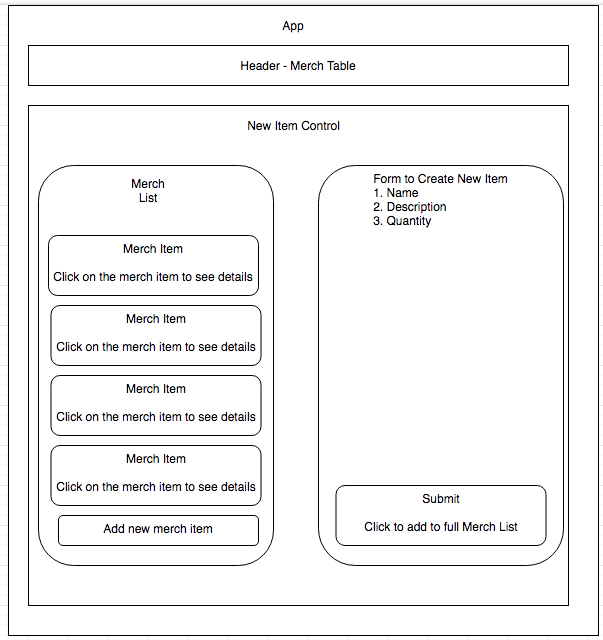 App
Header - Merch Table
New Item Control
Merch
List
Merch Item
Click on the merch item to see details
Merch Item
Click on the merch item to see details
Merch Item
Click on the merch item to see details
Merch Item
Click on the merch item to see details
Add new merch item
Form to Create New Item
1. Name
2. Description
3. Quantity
Submit
Click to add to full Merch List